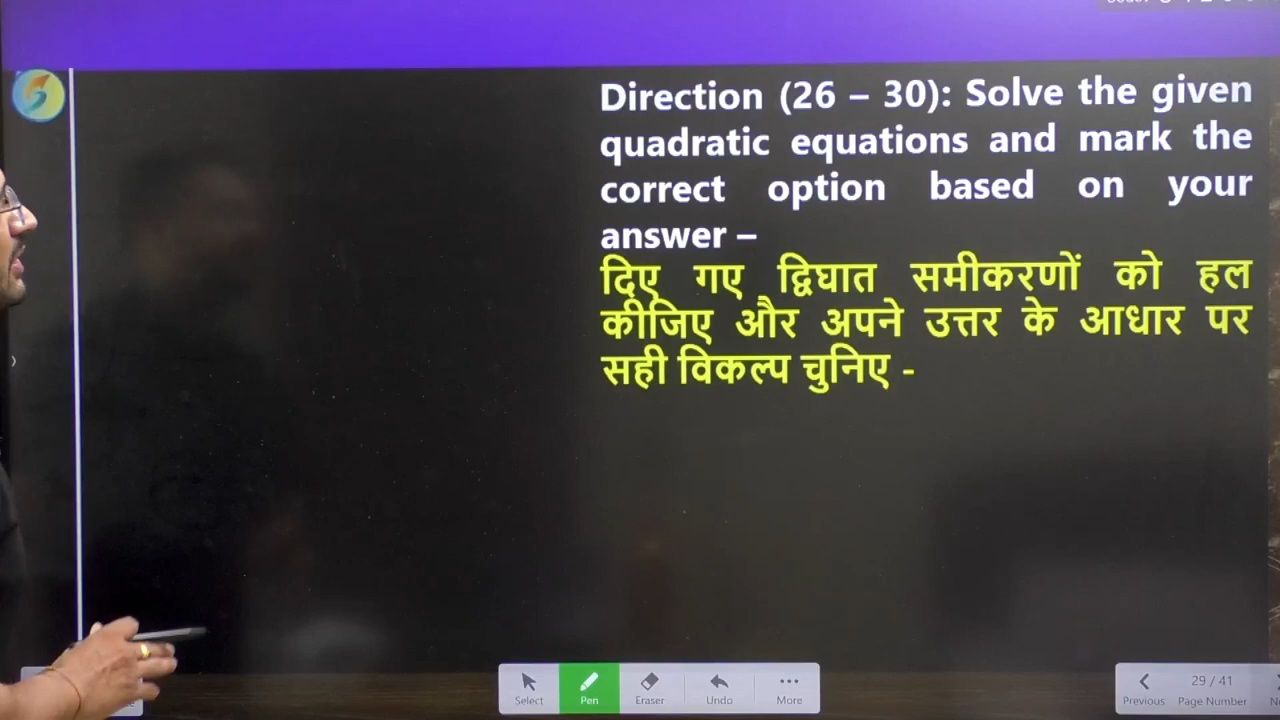 Direction (26 – 30): Solve the given
quadratic equations and mark the
correct option based on your
answer –
दिए गए द्विघात समीकरणों को हल
कीजिए और अपने उत्तर के आधार पर
सही विकल्प चुनिए -
Select
Pen
Eraser
Undo
More
Previous
29 / 41
Page Number